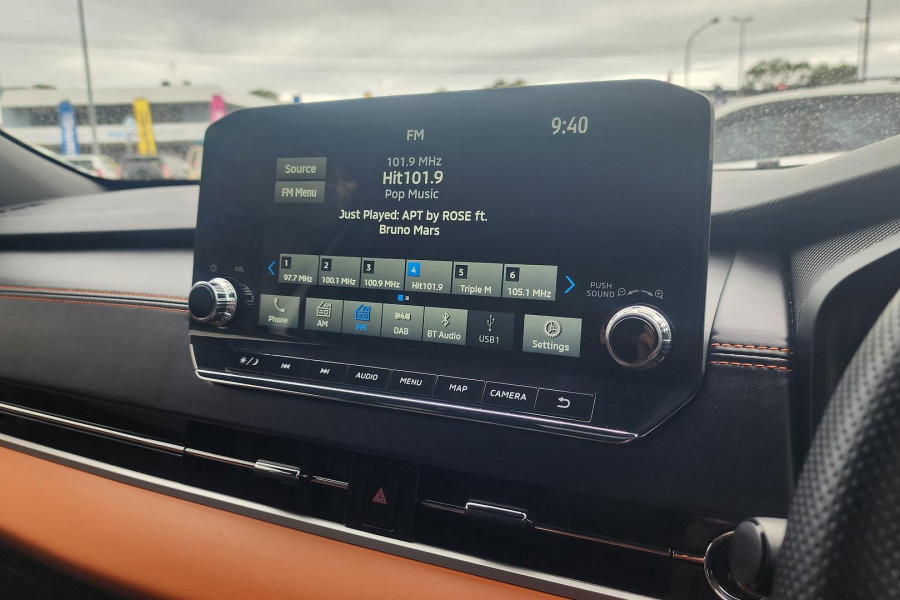 FM
9:40
101.9 MHz
Source
Hit101.9
FM Menu
Pop Music
Just Played: APT by ROSE ft.
Bruno Mars
1
2
3
4
5
6
97.7 MHz
100.1 MHz
100.9 MHz
Hit101.9
Triple M
105.1 MHz
VOL
PUSH
SOUND
Phone
AM
FM
DAB
BT Audio
USB1
Settings
AUDIO
MENU
MAP
CAMERA